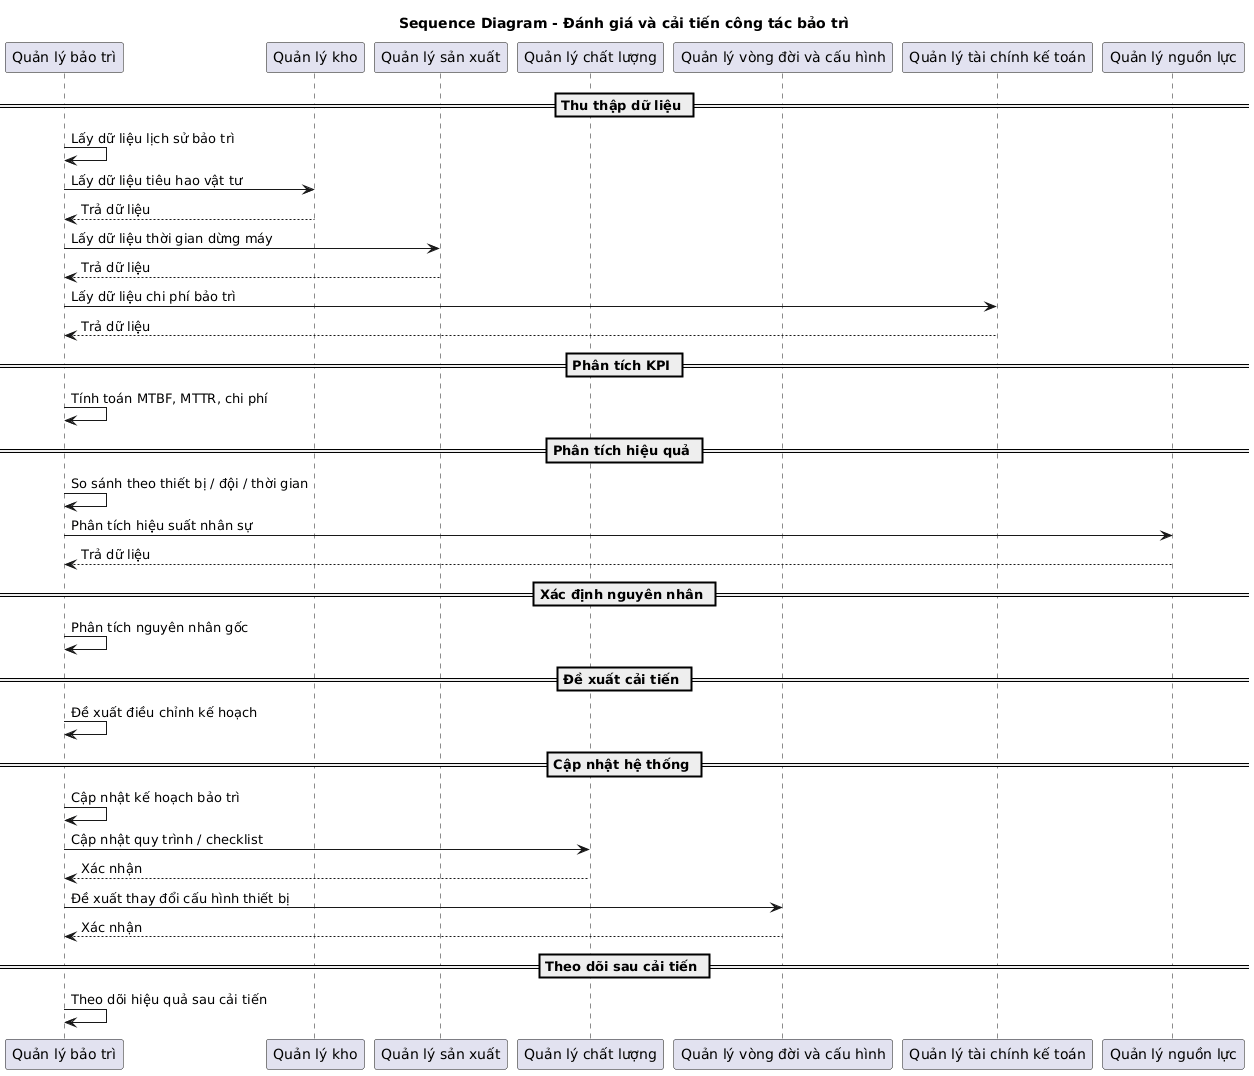 Sequence Diagram - Đánh giá và cải tiến công tác bảo trì
Quản lý bảo trì
Quản lý kho
Quản lý sản xuất
Quản lý chất lượng
Quản lý vòng đời và cấu hình
Quản lý tài chính kế toán
Quản lý nguồn lực
Thu thập dữ liệu
Lấy dữ liệu lịch sử bảo trì
Lấy dữ liệu tiêu hao vật tư
Trả dữ liệu
Lấy dữ liệu thời gian dừng máy
Trả dữ liệu
Lấy dữ liệu chi phí bảo trì
Trả dữ liệu
Phân tích KPI
Tính toán MTBF, MTTR, chi phí
Phân tích hiệu quả
So sánh theo thiết bị / đội / thời gian
Phân tích hiệu suất nhân sự
Trả dữ liệu
Xác định nguyên nhân
Phân tích nguyên nhân gốc
Đề xuất cải tiến
Đề xuất điều chỉnh kế hoạch
Cập nhật hệ thống
Cập nhật kế hoạch bảo trì
Cập nhật quy trình / checklist
Xác nhận
Đề xuất thay đổi cấu hình thiết bị
Xác nhận
Theo dõi sau cải tiến
Theo dõi hiệu quả sau cải tiến
Quản lý bảo trì
Quản lý kho
Quản lý sản xuất
Quản lý chất lượng
Quản lý vòng đời và cấu hình
Quản lý tài chính kế toán
Quản lý nguồn lực